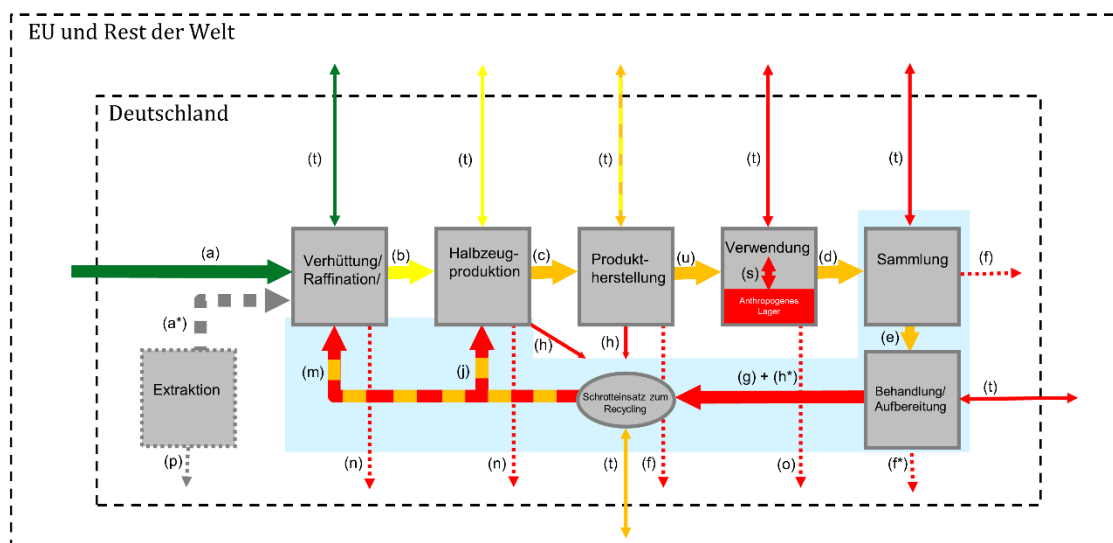 EU und Rest der Welt
Deutschland
(t)
(t)
(t)
(t)
(t)
(a)
Verhüttung/
Raffination/
(b)
Halbzeug-
produktion
(c)
Produkt-
herstellung
(u)
Verwendung
(s)
Anthropogenes
Lager
(d)
Sammlung
(f)
(a*)
(e)
(h)
(h)
Extraktion
(m)
(j)
Schrotteinsatz zum
Recycling
(g) + (h*)
Behandlung/
Aufbereitung
(t)
(p)
(n)
(n)
(t)
(f)
(o)
(f*)